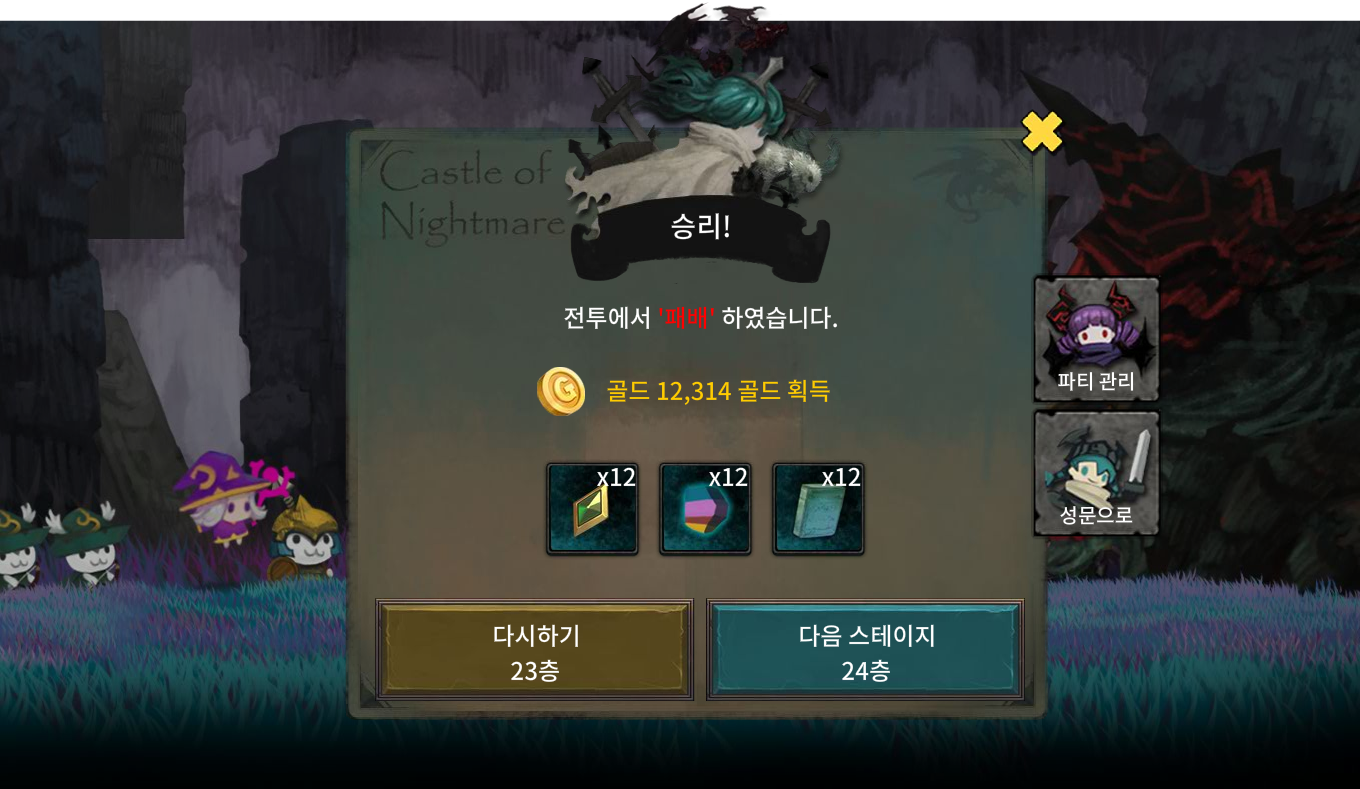 Castle of
Nightmare
승리!
전투에서 '패배' 하였습니다.
골드 12,314 골드 획득
x12 x12 x12
파티 관리
성문으로
다시하기
23층
다음 스테이지
24층